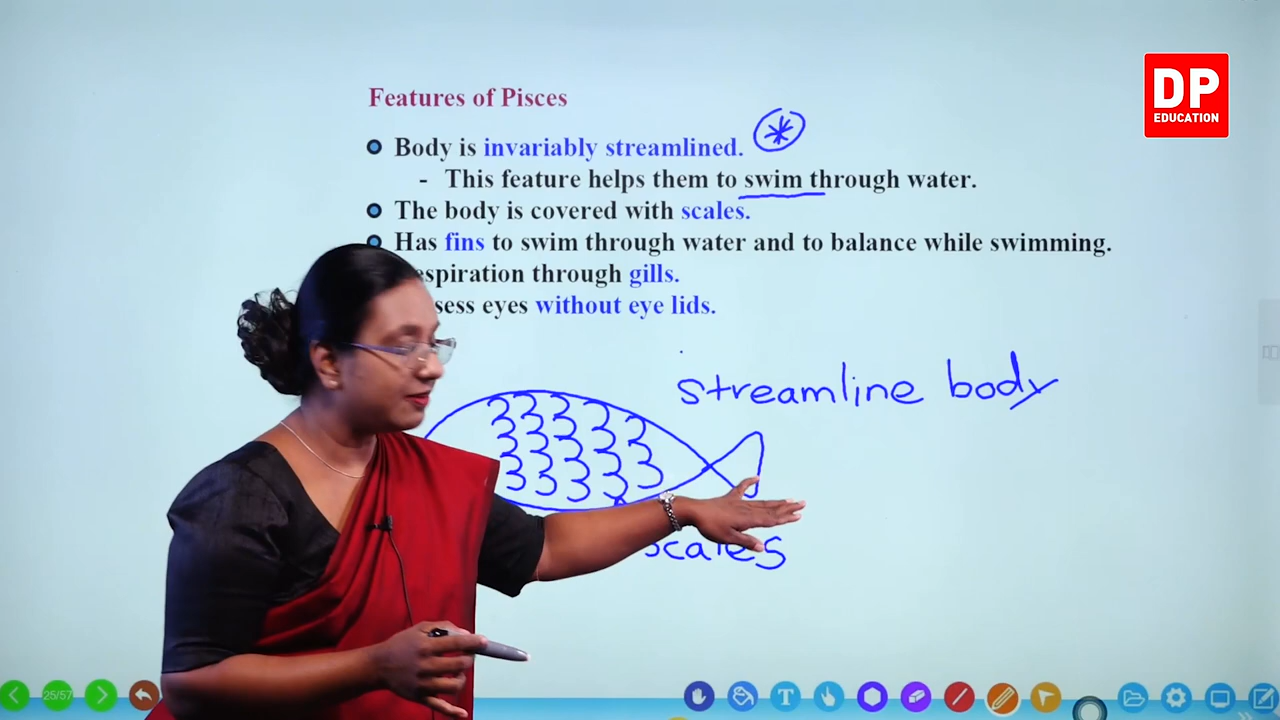 DP
EDUCATION
Features of Pisces
Body is invariably streamlined.
- This feature helps them to swim through water.
The body is covered with scales.
Has fins to swim through water and to balance while swimming.
espiration through gills.
sess eyes without eye lids.
streamline body
scales
25/57